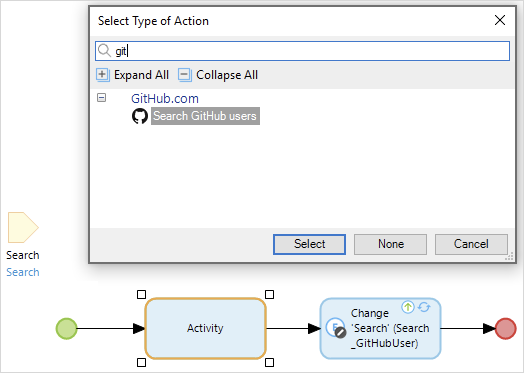 Select Type of Action
git
Expand All
Collapse All
GitHub.com
Search GitHub users
Select
None
Cancel
Search
Search
Activity
Change
'Search' (Search
_GitHubUser)